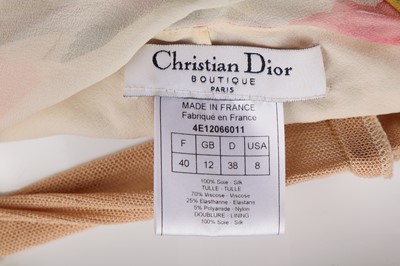 Christian Dior
BOUTIQUE
PARIS
MADE IN FRANCE
Fabriqué en France
4E12066011
F GB D USA
40 12 38 8
100% Soie - Silk
TULLE - TULLE
70% Viscose - Viscose
25% Elasthanne - Elastane
5% Polyamide - Nylon
DOUBLURE - LINING
100% Soie - Silk